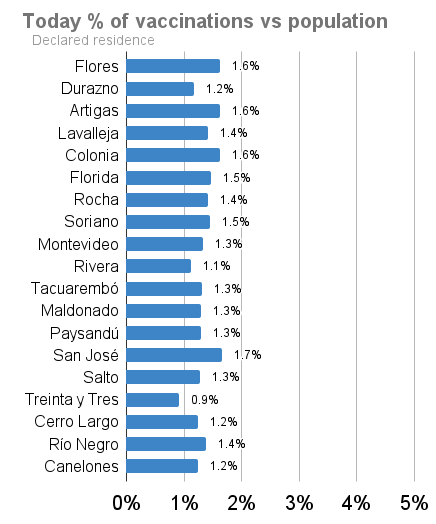 Today % of vaccinations vs population
Declared residence
Flores 1.6%
Durazno 1.2%
Artigas 1.6%
Lavalleja 1.4%
Colonia 1.6%
Florida 1.5%
Rocha 1.4%
Soriano 1.5%
Montevideo 1.3%
Rivera 1.1%
Tacuarembó 1.3%
Maldonado 1.3%
Paysandú 1.3%
San José 1.7%
Salto 1.3%
Treinta y Tres 0.9%
Cerro Largo 1.2%
Río Negro 1.4%
Canelones 1.2%
0% 1% 2% 3% 4% 5%